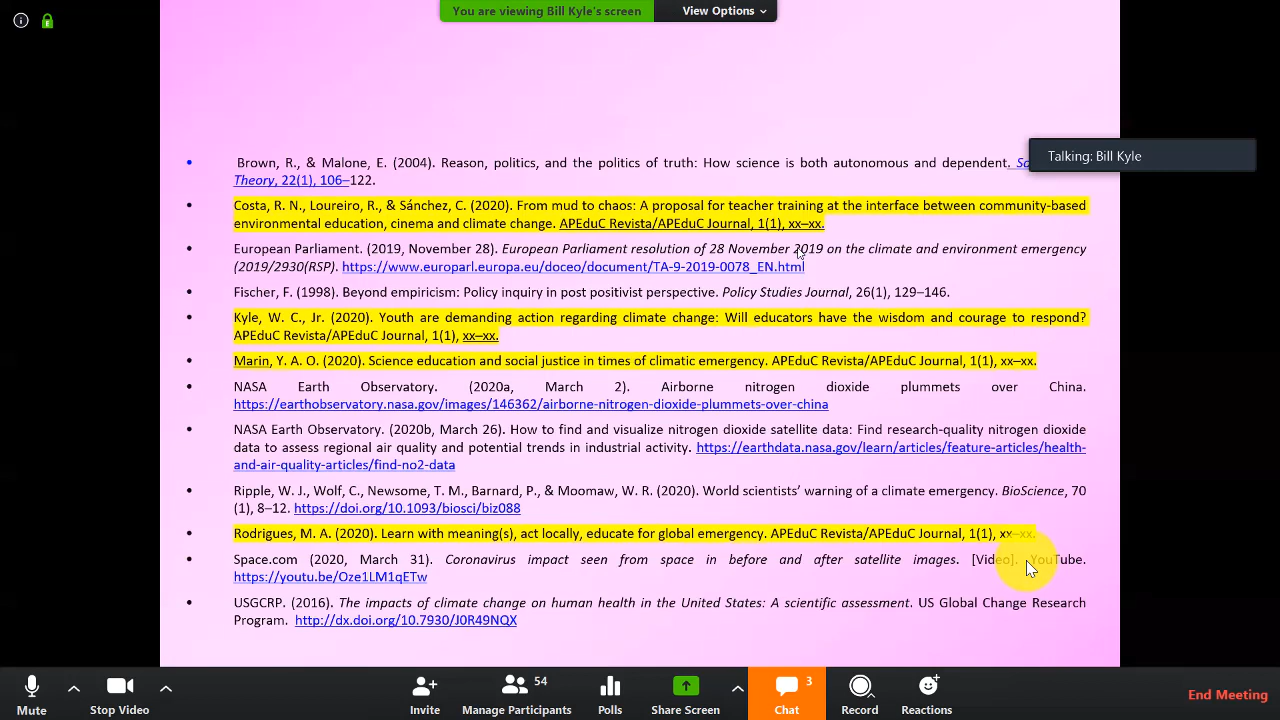 You are viewing Bill Kyle's screen
View Options
Talking: Bill Kyle
Brown, R., & Malone, E. (2004). Reason, politics, and the politics of truth: How science is both autonomous and dependent.
Theory, 22(1), 106–122.
Costa, R. N., Loureiro, R., & Sánchez, C. (2020). From mud to chaos: A proposal for teacher training at the interface between community-based
environmental education, cinema and climate change. APEduC Revista/APEduC Journal, 1(1), xx–xx.
European Parliament. (2019, November 28). European Parliament resolution of 28 November 2019 on the climate and environment emergency
(2019/2930(RSP). https://www.europarl.europa.eu/doceo/document/TA-9-2019-0078_EN.html
Fischer, F. (1998). Beyond empiricism: Policy inquiry in post positivist perspective. Policy Studies Journal, 26(1), 129–146.
Kyle, W. C., Jr. (2020). Youth are demanding action regarding climate change: Will educators have the wisdom and courage to respond?
APEduC Revista/APEduC Journal, 1(1), xx–xx.
Marin, Y. A. O. (2020). Science education and social justice in times of climatic emergency. APEduC Revista/APEduC Journal, 1(1), xx–xx.
NASA Earth Observatory. (2020a, March 2). Airborne nitrogen dioxide plummets over China.
https://earthobservatory.nasa.gov/images/146362/airborne-nitrogen-dioxide-plummets-over-china
NASA Earth Observatory. (2020b, March 26). How to find and visualize nitrogen dioxide satellite data: Find research-quality nitrogen dioxide
data to assess regional air quality and potential trends in industrial activity. https://earthdata.nasa.gov/learn/articles/feature-articles/health-
and-air-quality-articles/find-no2-data
Ripple, W. J., Wolf, C., Newsome, T. M., Barnard, P., & Moomaw, W. R. (2020). World scientists’ warning of a climate emergency. BioScience, 70
(1), 8–12. https://doi.org/10.1093/biosci/biz088
Rodrigues, M. A. (2020). Learn with meaning(s), act locally, educate for global emergency. APEduC Revista/APEduC Journal, 1(1), xx–xx.
Space.com (2020, March 31). Coronavirus impact seen from space in before and after satellite images. [Video]. YouTube.
https://youtu.be/Oze1LM1qETw
USGCRP. (2016). The impacts of climate change on human health in the United States: A scientific assessment. US Global Change Research
Program. http://dx.doi.org/10.7930/J0R49NQX
Mute
Stop Video
Invite
54
Manage Participants
Polls
Share Screen
3
Chat
Record
Reactions
End Meeting